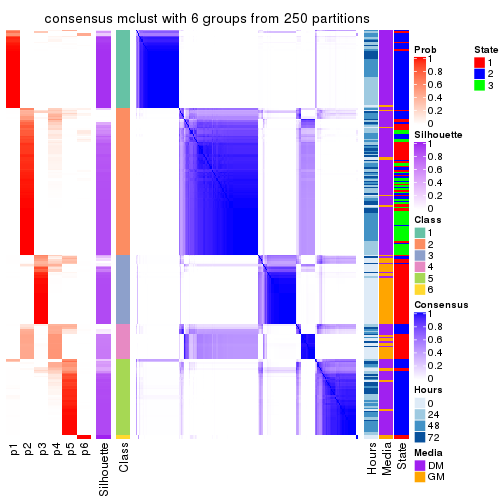 consensus mclust with 6 groups from 250 partitions
Prob
1
0.8
0.6
0.4
0.2
0
State
1
2
3
Silhouette
1
0.8
0.6
0.4
0.2
0
Class
1
2
3
4
5
6
Consensus
1
0.8
0.6
0.4
0.2
0
Hours
0
24
48
72
Media
DM
GM
p1
p2
p3
p4
p5
p6
Silhouette
Class
Hours
Media
State